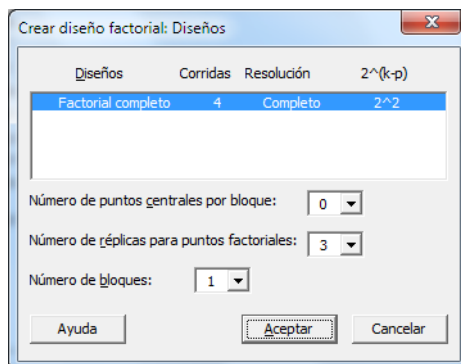 Crear diseño factorial: Diseños
Diseños Corridas Resolución 2^(k-p)
Factorial completo 4 Completo 2^2
Número de puntos centrales por bloque: 0
Número de réplicas para puntos factoriales: 3
Número de bloques: 1
Ayuda Aceptar Cancelar